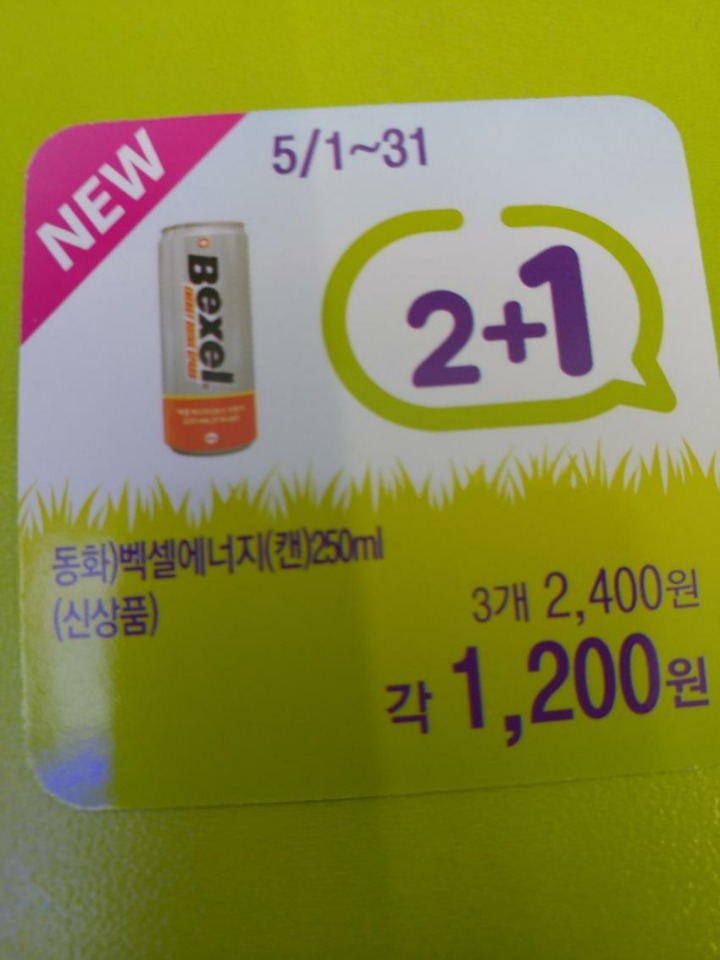 NEW
5/1~31
Bexel
2+1
동화)벡셀에너지(캔)250ml
(신상품)
3개 2,400원
각 1,200원